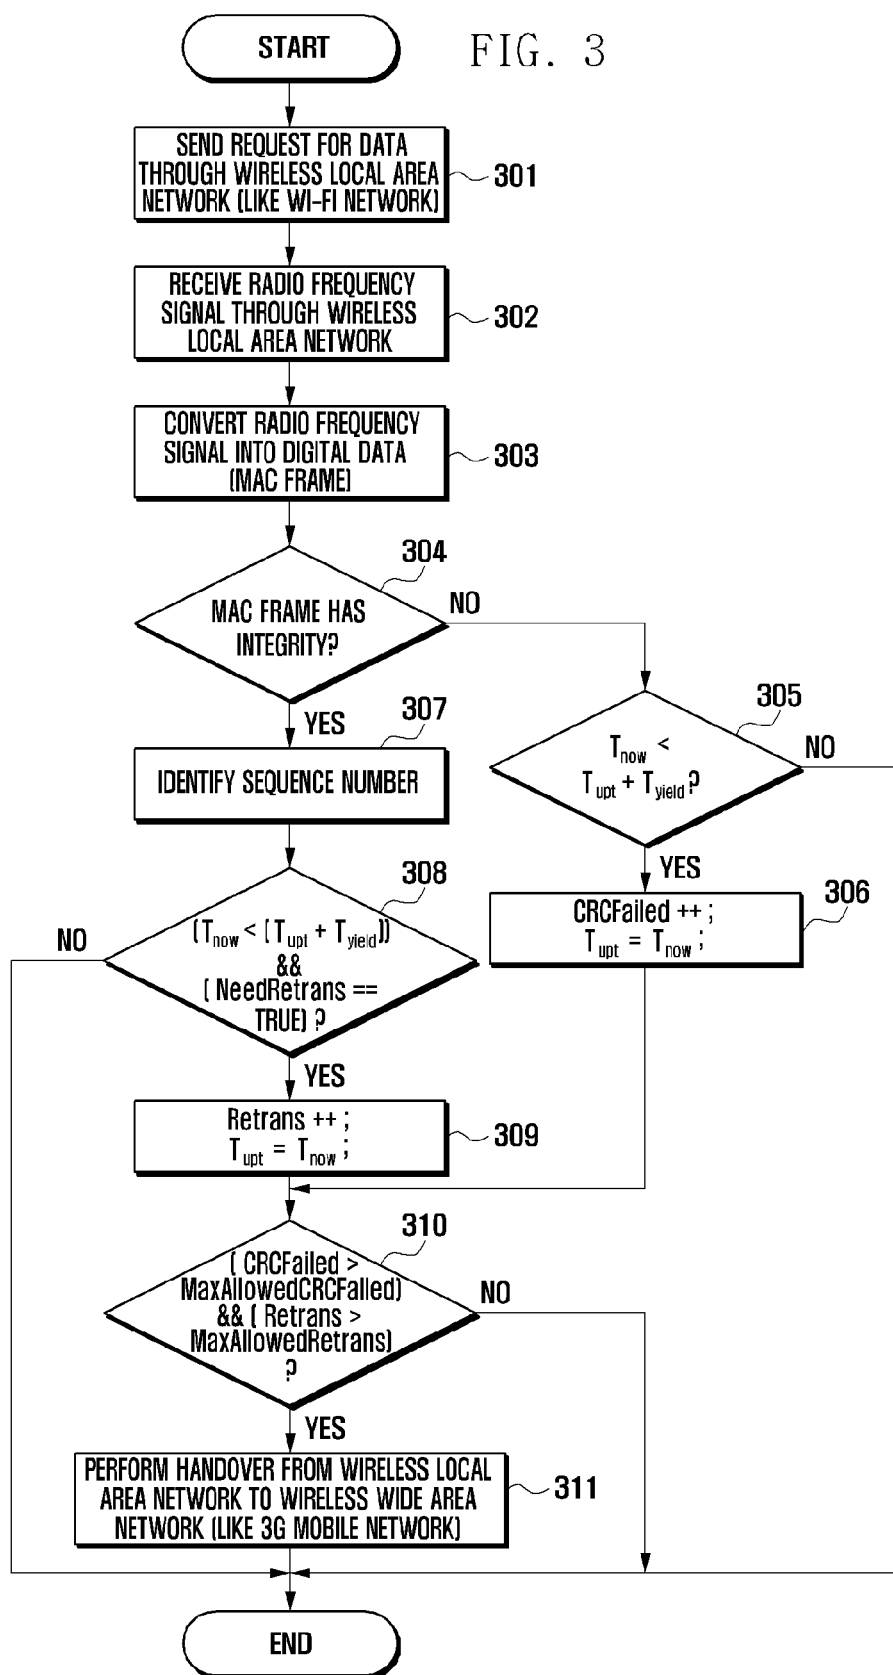 START
FIG. 3
SEND REQUEST FOR DATA
THROUGH WIRELESS LOCAL AREA
NETWORK (LIKE WI-FI NETWORK)
301
RECEIVE RADIO FREQUENCY
SIGNAL THROUGH WIRELESS
LOCAL AREA NETWORK
302
CONVERT RADIO FREQUENCY
SIGNAL INTO DIGITAL DATA
(MAC FRAME)
303
304
MAC FRAME HAS
INTEGRITY?
NO
YES
305
T_now <
T_upt + T_yield?
NO
YES
306
CRCFailed ++ ;
T_upt = T_now ;
307
IDENTIFY SEQUENCE NUMBER
308
(T_now < (T_upt + T_yield))
&&
( NeedRetrans ==
TRUE) ?
NO
YES
Retrans ++ ;
T_upt = T_now ;
309
310
( CRCFailed >
MaxAllowedCRCFalled)
&& ( Retrans >
MaxAllowedRetrans)
?
NO
YES
PERFORM HANDOVER FROM WIRELESS LOCAL
AREA NETWORK TO WIRELESS WIDE AREA
NETWORK (LIKE 3G MOBILE NETWORK)
311
END